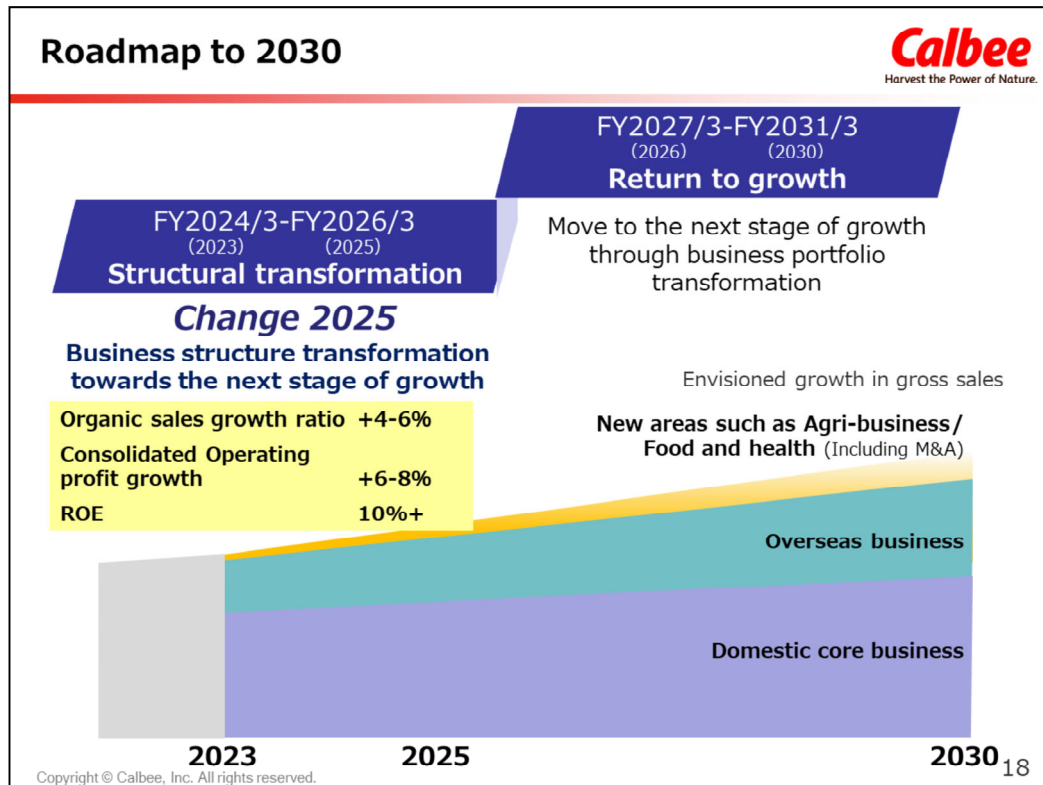 Roadmap to 2030
Calbee
Harvest the Power of Nature.
FY2027/3-FY2031/3
(2026) (2030)
Return to growth
FY2024/3-FY2026/3
(2023) (2025)
Structural transformation
Move to the next stage of growth
through business portfolio
transformation
Change 2025
Business structure transformation
towards the next stage of growth
Organic sales growth ratio +4-6%
Consolidated Operating
profit growth +6-8%
ROE 10%+
Envisioned growth in gross sales
New areas such as Agri-business/
Food and health (Including M&A)
Overseas business
Domestic core business
2023 2025 2030
Copyright © Calbee, Inc. All rights reserved.
18